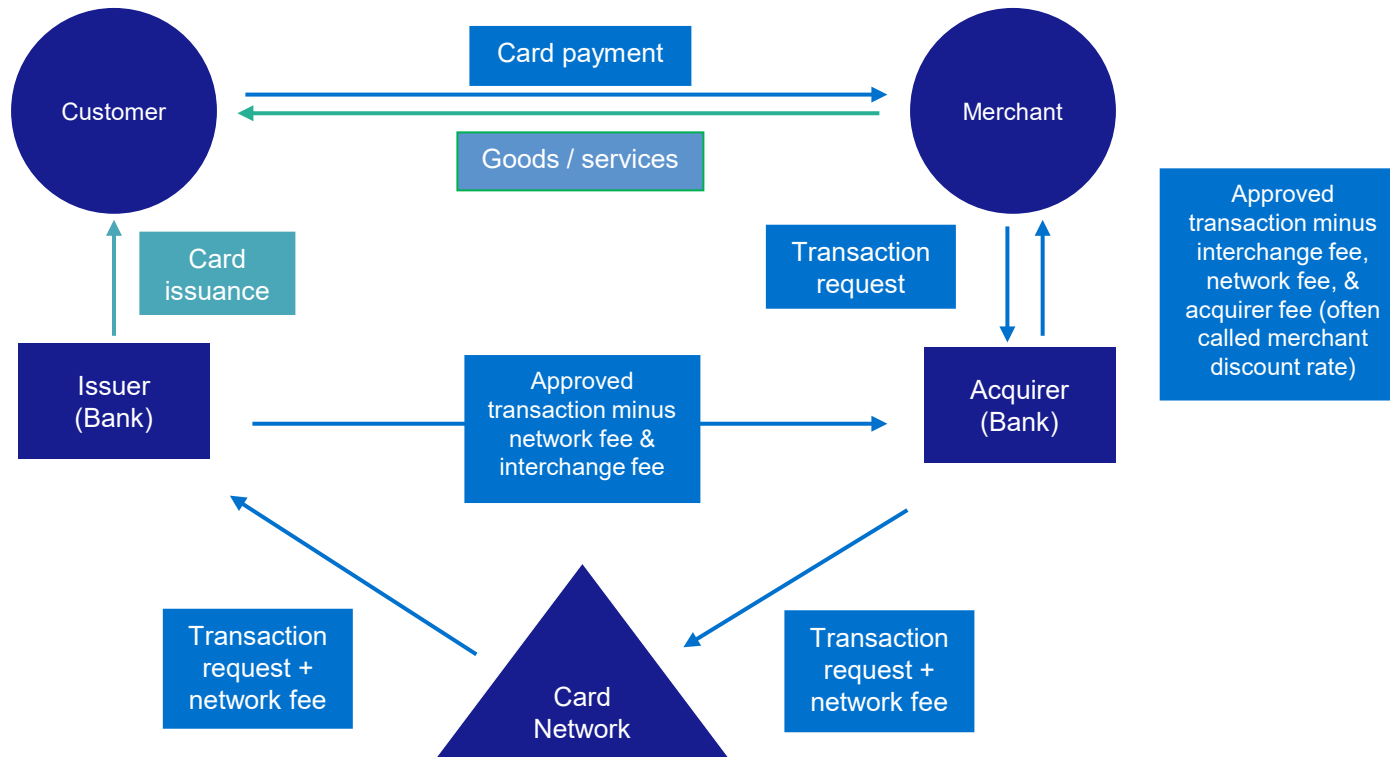 Card payment
Customer
Merchant
Goods / services
Card
issuance
Transaction
request
Approved
transaction minus
interchange fee,
network fee, &
acquirer fee (often
called merchant
discount rate)
Issuer
(Bank)
Approved
transaction minus
network fee &
interchange fee
Acquirer
(Bank)
Transaction
request +
network fee
Card
Network
Transaction
request +
network fee